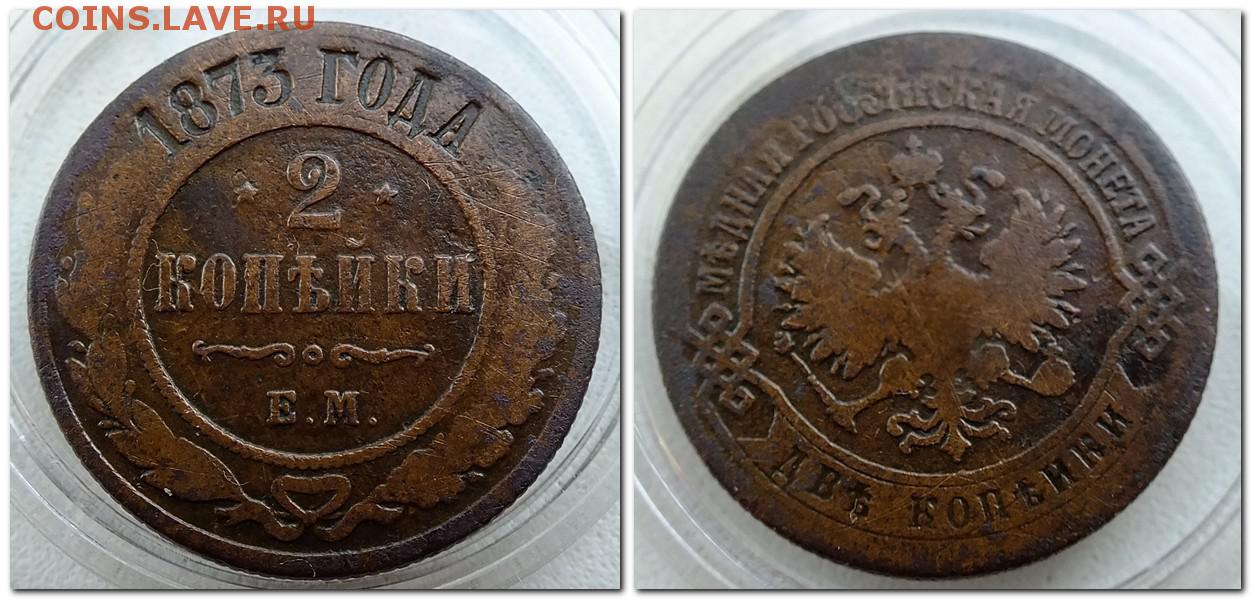 COINS.LAVE.RU
1873 ГОДА
2
КОПѢЙКИ
Е.М.
МѢДНАЯ РОССІЙСКАЯ МОНЕТА
ДВѢ КОПѢЙКИ